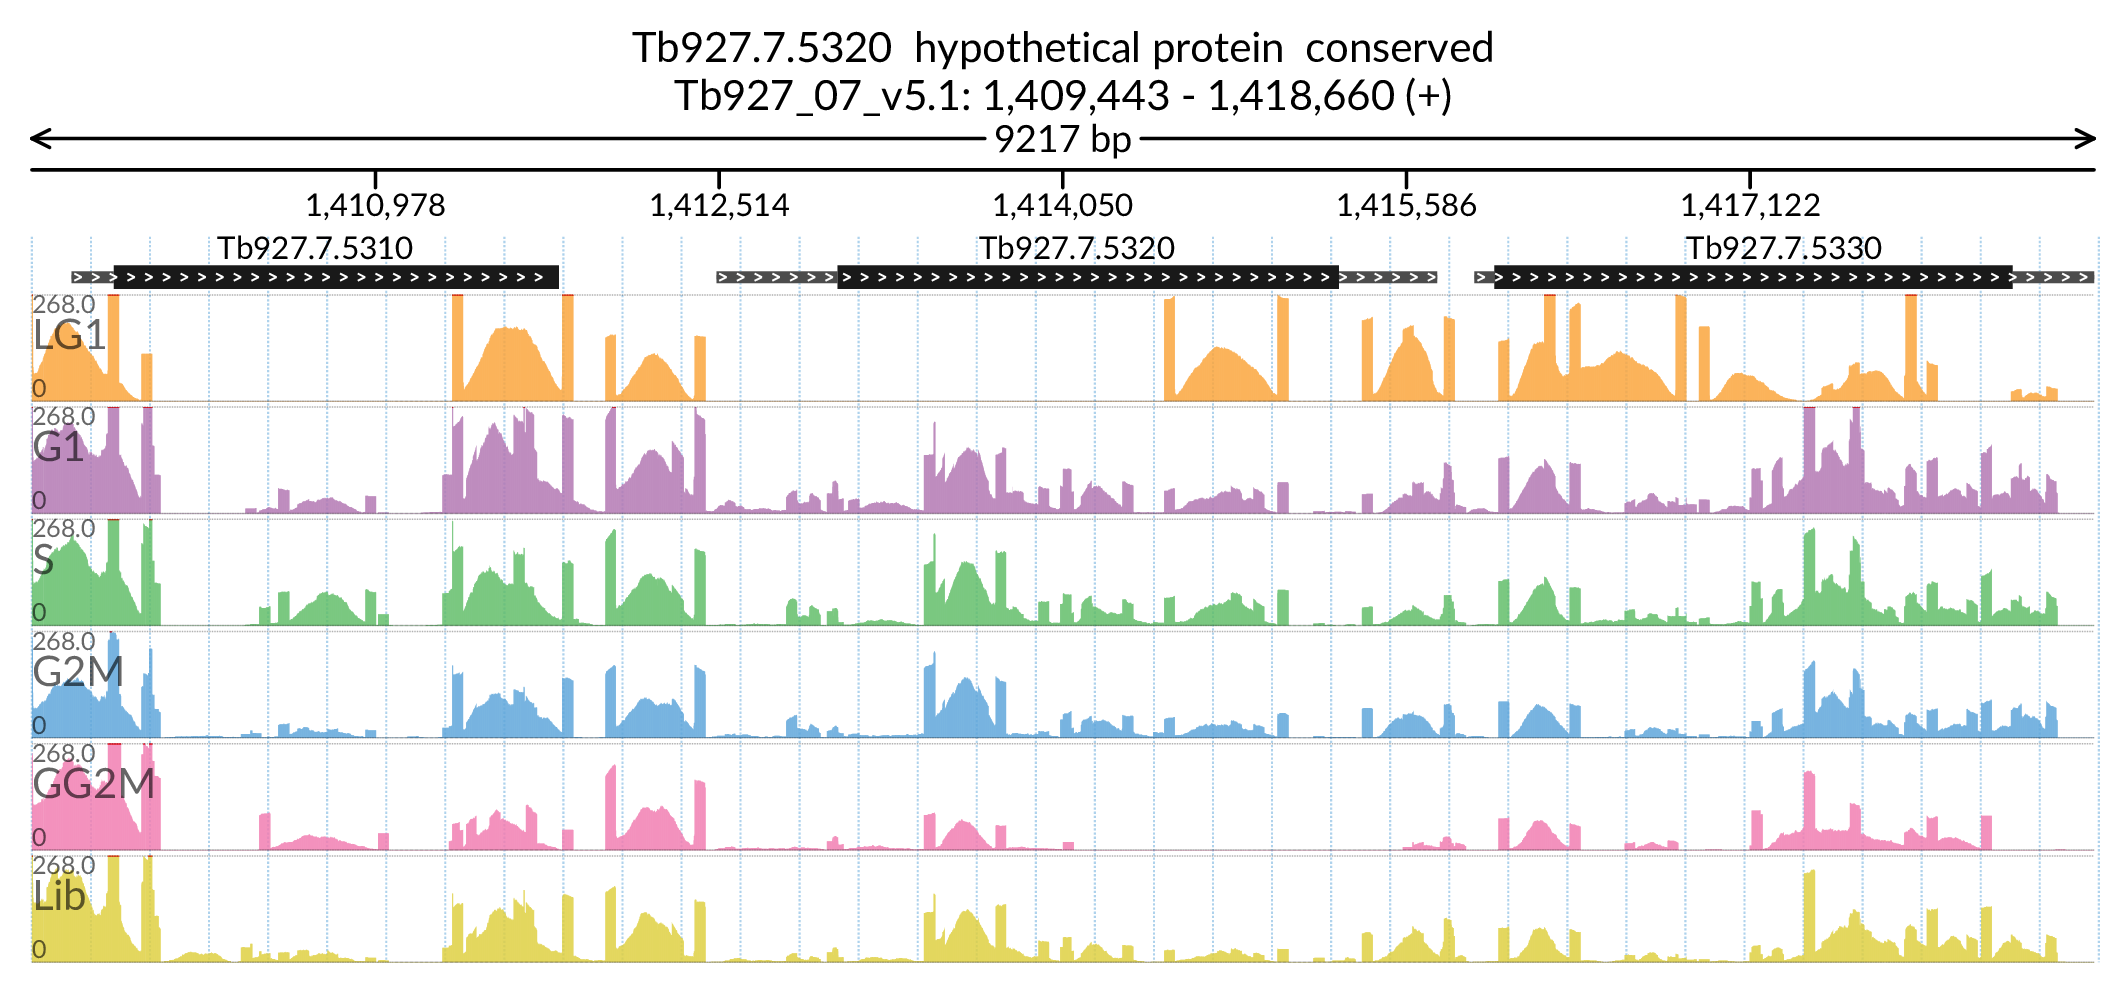 Tb927.7.5320  hypothetical protein  conserved
Tb927_07_v5.1: 1,409,443 - 1,418,660 (+)
9217 bp
1,410,978 1,412,514 1,414,050 1,415,586 1,417,122
Tb927.7.5310 Tb927.7.5320 Tb927.7.5330
268.0
LG1
0
268.0
G1
0
268.0
S
0
268.0
G2M
0
268.0
GG2M
0
268.0
Lib
0